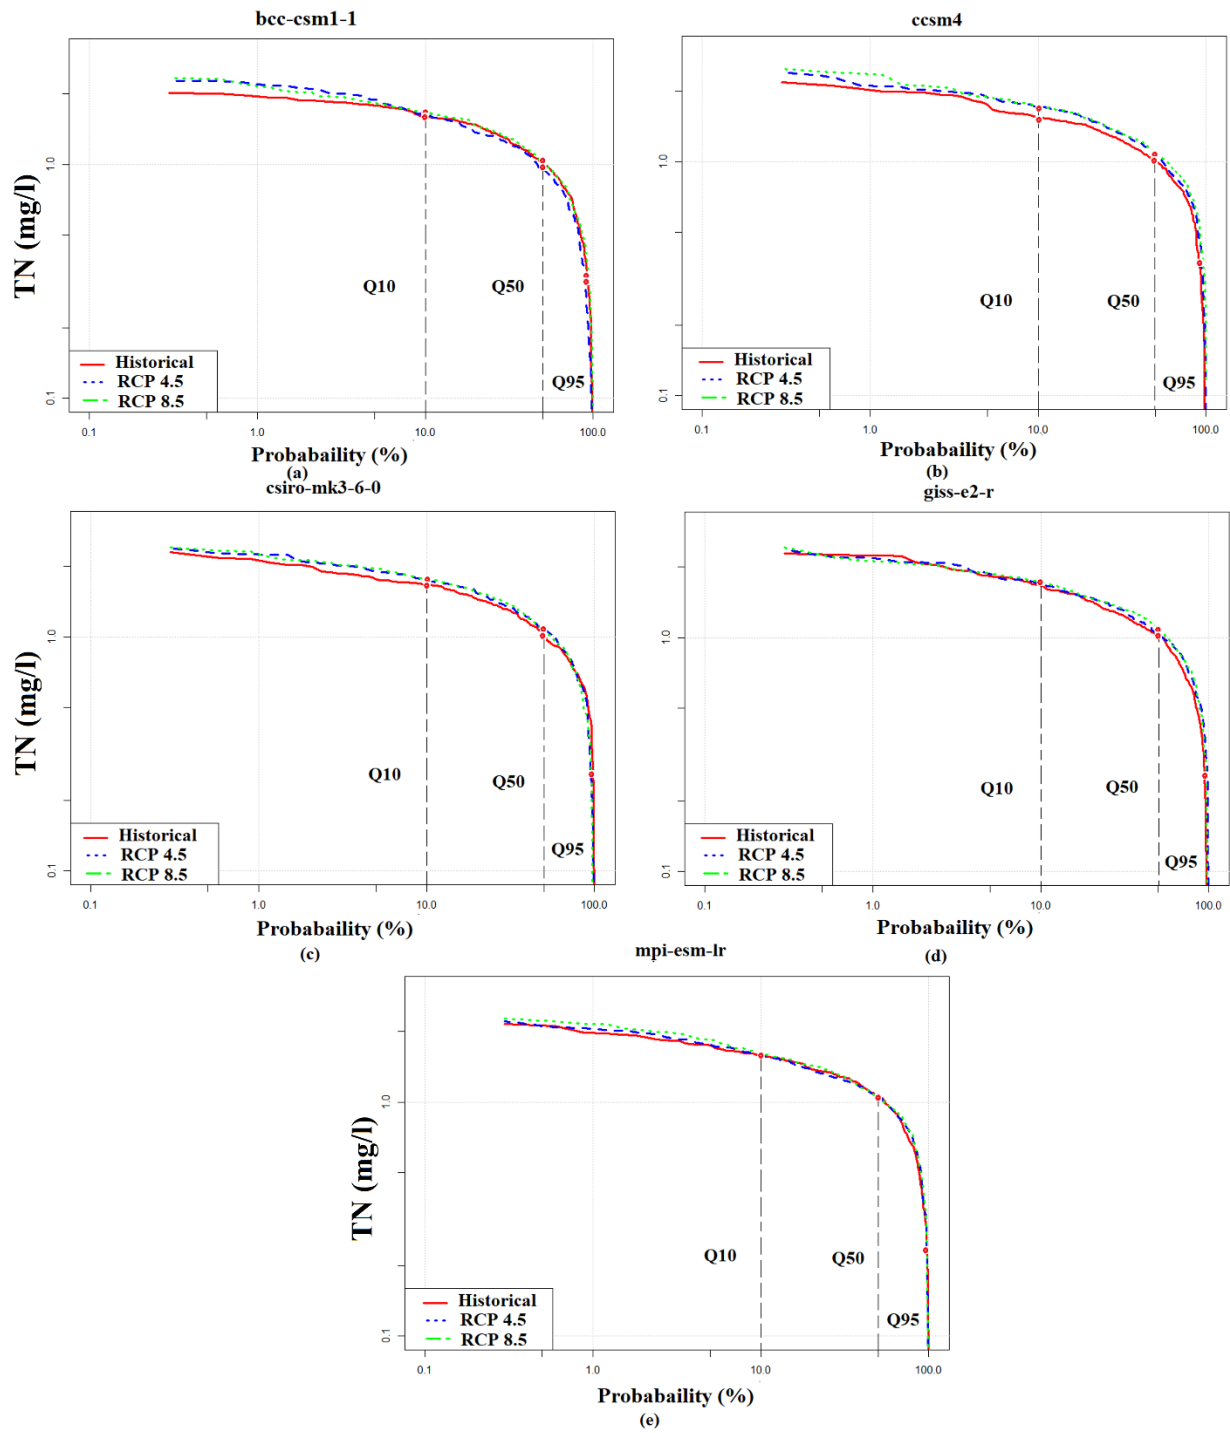 bcc-csm1-1
TN (mg/l)
1.0
0.1
Q10
Q50
Q95
Historical
RCP 4.5
RCP 8.5
0.1
1.0
10.0
100.0
Probabaility (%)
(a)
ccsm4
1.0
0.1
Q10
Q50
Q95
Historical
RCP 4.5
RCP 8.5
0.1
1.0
10.0
100.0
Probabaility (%)
(b)
csiro-mk3-6-0
TN (mg/l)
1.0
0.1
Q10
Q50
Q95
Historical
RCP 4.5
RCP 8.5
0.1
1.0
10.0
100.0
Probabaility (%)
(c)
giss-e2-r
1.0
0.1
Q10
Q50
Q95
Historical
RCP 4.5
RCP 8.5
0.1
1.0
10.0
100.0
Probabaility (%)
(d)
mpi-esm-lr
TN (mg/l)
1.0
0.1
Q10
Q50
Q95
Historical
RCP 4.5
RCP 8.5
0.1
1.0
10.0
100.0
Probabaility (%)
(e)